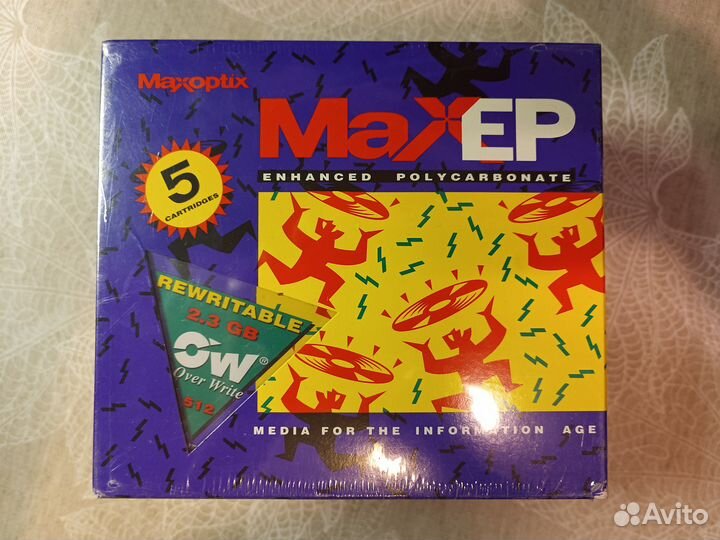 Maxoptix
MaxEP
ENHANCED POLYCARBONATE
5
CARTRIDGES
REWRITABLE
2.3 GB
OW®
Over Write
512
MEDIA FOR THE INFORMATION AGE
Avito